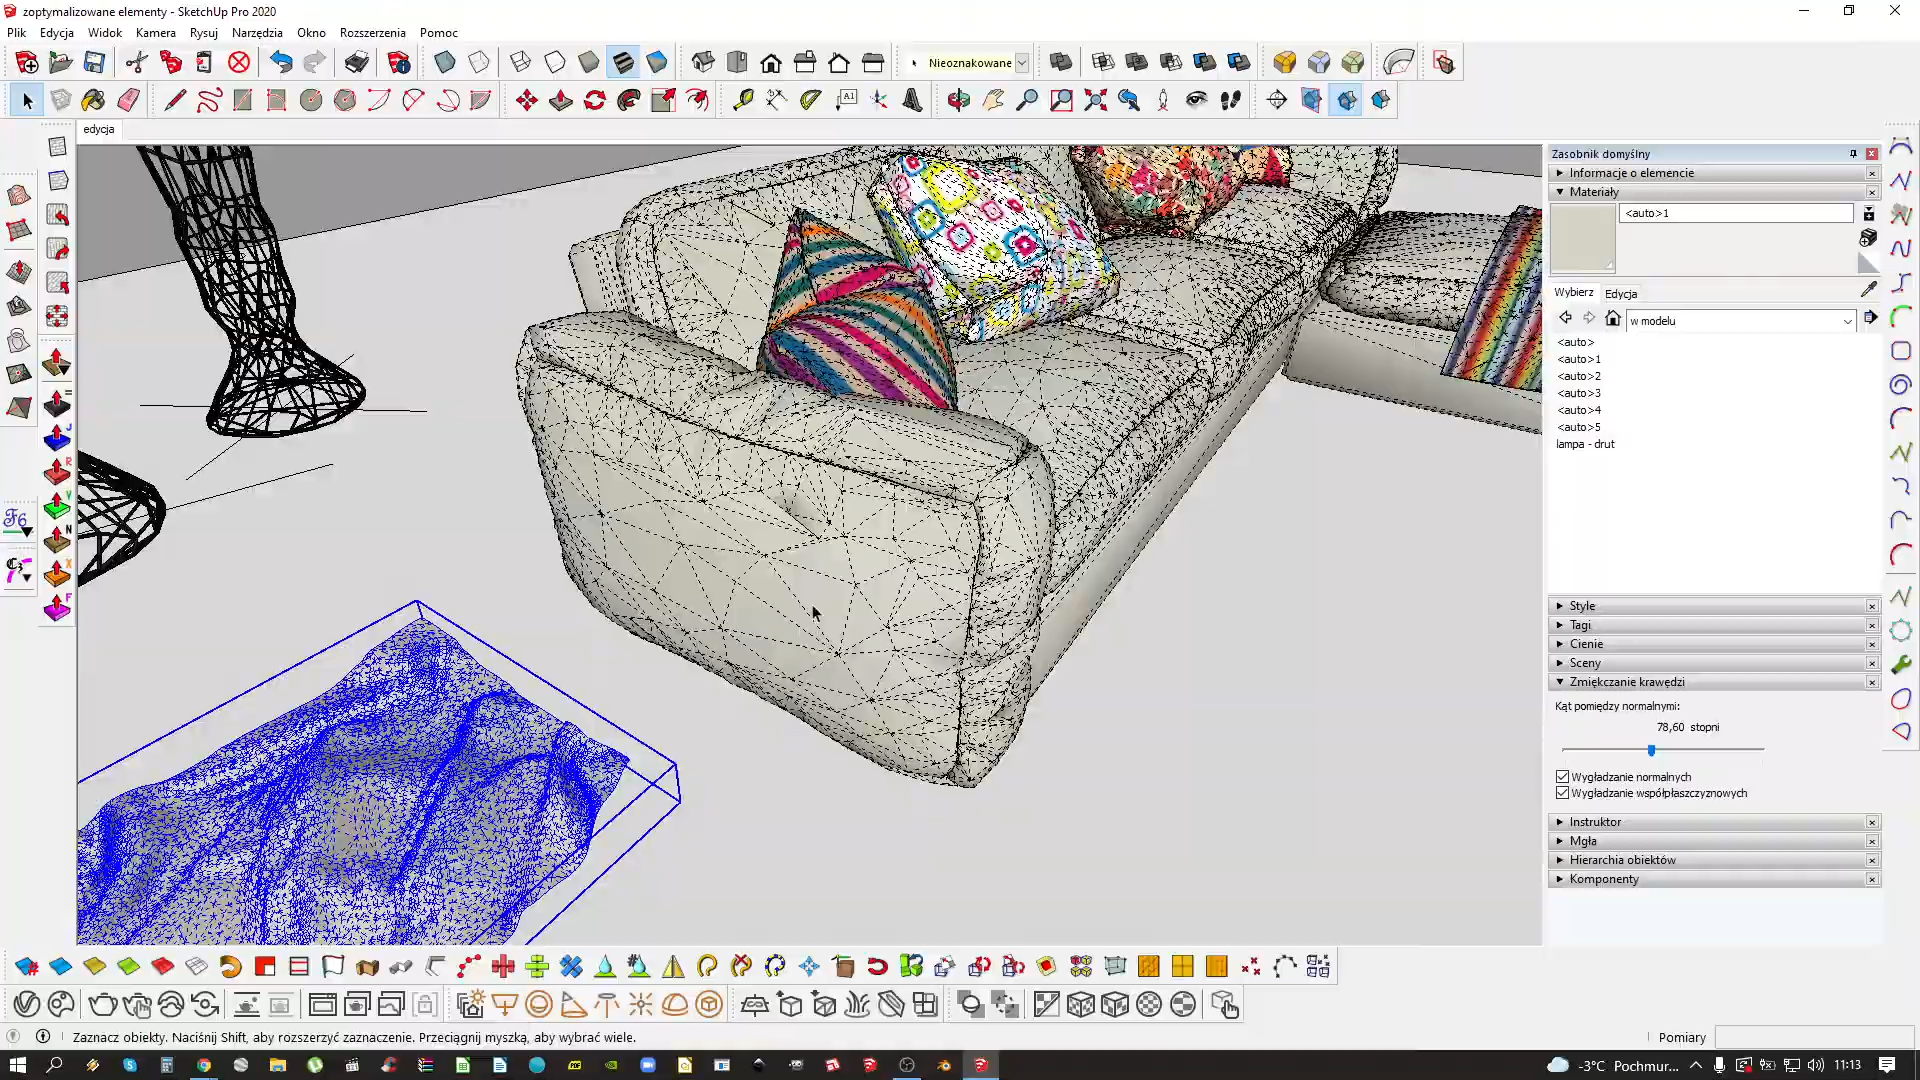 zoptymalizowane elementy - SketchUp Pro 2020
Plik Edycja Widok Kamera Rysuj Narzędzia Okno Rozszerzenia Pomoc
Nieoznakowane
A1
edycja
Zasobnik domyślny
Informacje o elemencie
Materiały
<auto>1
Wybierz Edycja
w modelu
<auto>
<auto>1
<auto>2
<auto>3
<auto>4
<auto>5
lampa - drut
Style
Tagi
Cienie
Sceny
Zmiękczanie krawędzi
Kąt pomiędzy normalnymi:
78,60 stopni
Wygładzanie normalnych
Wygładzanie współpłaszczyznowych
Instruktor
Mgła
Hierarchia obiektów
Komponenty
J
R
V
N
X
F
Zaznacz obiekty. Naciśnij Shift, aby rozszerzyć zaznaczenie. Przeciągnij myszką, aby wybrać wiele.
Pomiary
-3°C Pochmur... 11:13